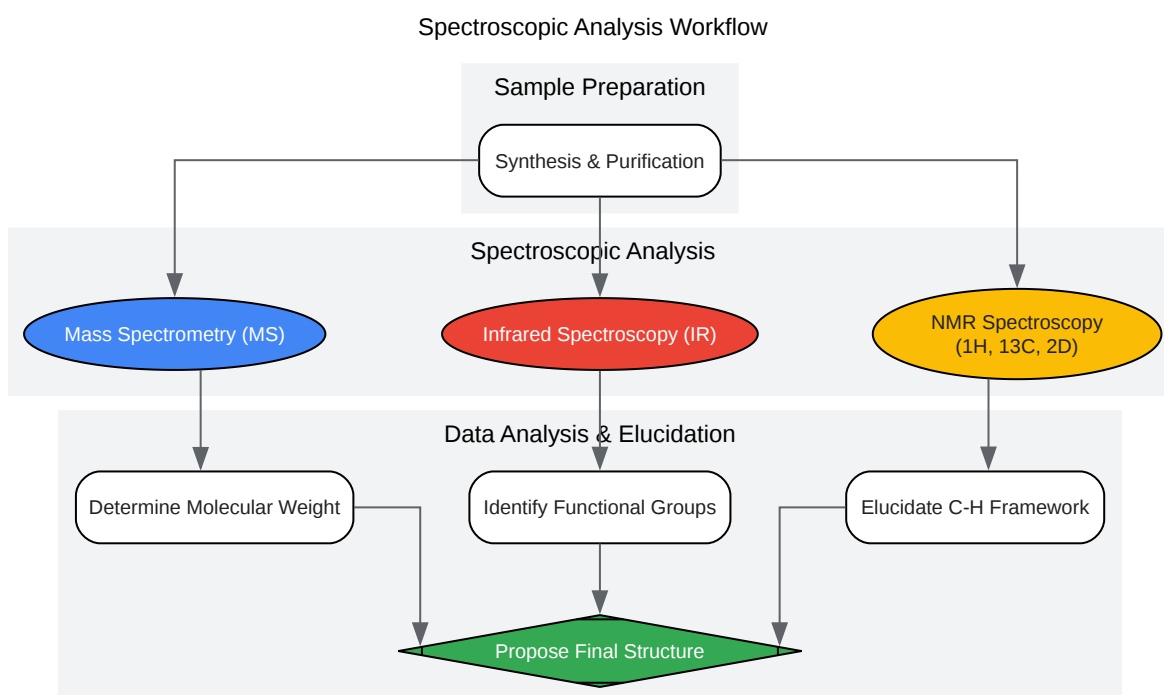 Spectroscopic Analysis Workflow
Sample Preparation
Synthesis & Purification
Spectroscopic Analysis
Mass Spectrometry (MS)
Infrared Spectroscopy (IR)
NMR Spectroscopy
(1H, 13C, 2D)
Data Analysis & Elucidation
Determine Molecular Weight
Identify Functional Groups
Elucidate C-H Framework
Propose Final Structure